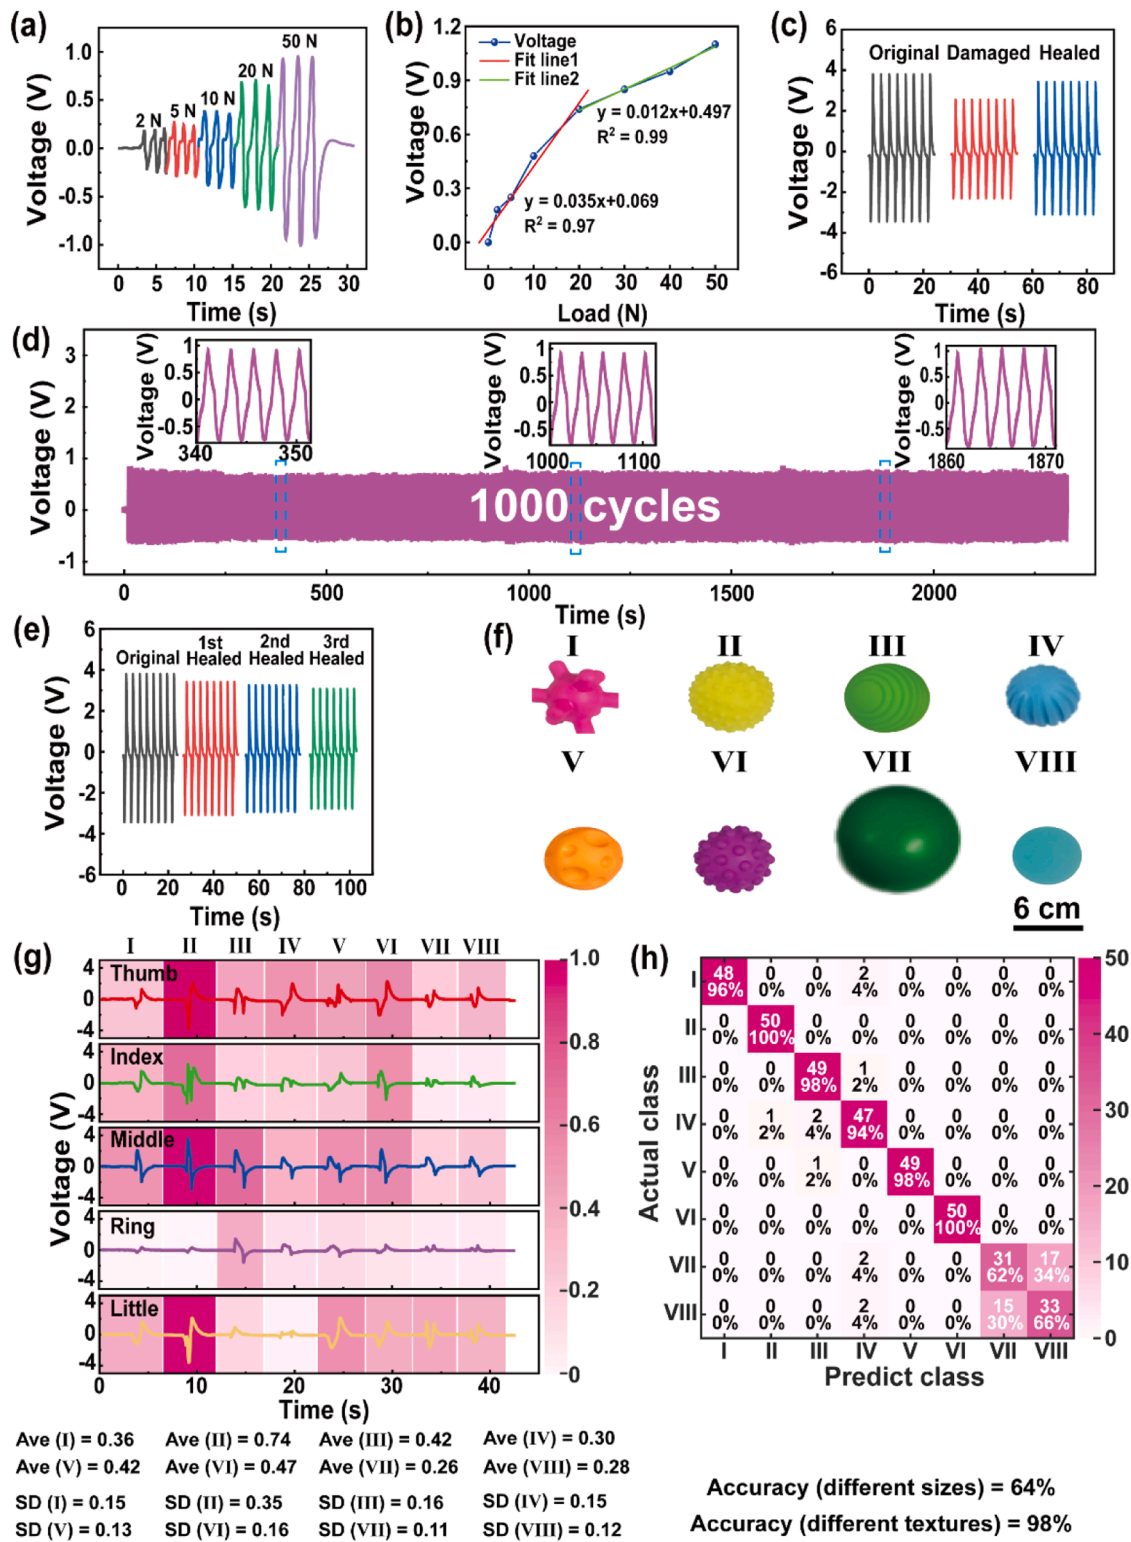 (a)
Voltage (V)
1.0
0.5
0.0
-0.5
-1.0
2 N
5 N
10 N
20 N
50 N
0 5 10 15 20 25 30
Time (s)
(b)
Voltage (V)
1.2
0.9
0.6
0.3
0.0
Voltage
Fit line1
Fit line2
y = 0.012x+0.497
R² = 0.99
y = 0.035x+0.069
R² = 0.97
0 10 20 30 40 50
Load (N)
(c)
Voltage (V)
6
4
2
0
-2
-4
-6
Original Damaged Healed
0 20 40 60 80
Time (s)
(d)
Voltage (V)
3
2
1
0
-1
Voltage (V)
1
0.5
0
-0.5
340 350
Voltage (V)
1
0.5
0
-0.5
1000 1100
Voltage (V)
1
0.5
0
-0.5
1860 1870
1000 cycles
0 500 1000 1500 2000
Time (s)
(e)
Voltage (V)
6
4
2
0
-2
-4
-6
Original
1st Healed
2nd Healed
3rd Healed
0 20 40 60 80 100
Time (s)
(f)
I II III IV
V VI VII VIII
6 cm
(g)
I II III IV V VI VII VIII
Voltage (V)
Thumb
4
0
-4
Index
4
0
-4
Middle
4
0
-4
Ring
4
0
-4
Little
4
0
-4
0 10 20 30 40
Time (s)
1.0
0.8
0.6
0.4
0.2
0
Ave (I) = 0.36 Ave (II) = 0.74 Ave (III) = 0.42 Ave (IV) = 0.30
Ave (V) = 0.42 Ave (VI) = 0.47 Ave (VII) = 0.26 Ave (VIII) = 0.28
SD (I) = 0.15 SD (II) = 0.35 SD (III) = 0.16 SD (IV) = 0.15
SD (V) = 0.13 SD (VI) = 0.16 SD (VII) = 0.11 SD (VIII) = 0.12
(h)
Actual class
I
48 0 0 2 0 0 0 0
96% 0% 0% 4% 0% 0% 0% 0%
II
0 50 0 0 0 0 0 0
0% 100% 0% 0% 0% 0% 0% 0%
III
0 0 49 1 0 0 0 0
0% 0% 98% 2% 0% 0% 0% 0%
IV
0 1 2 47 0 0 0 0
0% 2% 4% 94% 0% 0% 0% 0%
V
0 0 1 0 49 0 0 0
0% 0% 2% 0% 98% 0% 0% 0%
VI
0 0 0 0 0 50 0 0
0% 0% 0% 0% 0% 100% 0% 0%
VII
0 0 0 2 0 0 31 17
0% 0% 0% 4% 0% 0% 62% 34%
VIII
0 0 0 2 0 0 15 33
0% 0% 0% 4% 0% 0% 30% 66%
I II III IV V VI VII VIII
Predict class
50
40
30
20
10
0
Accuracy (different sizes) = 64%
Accuracy (different textures) = 98%